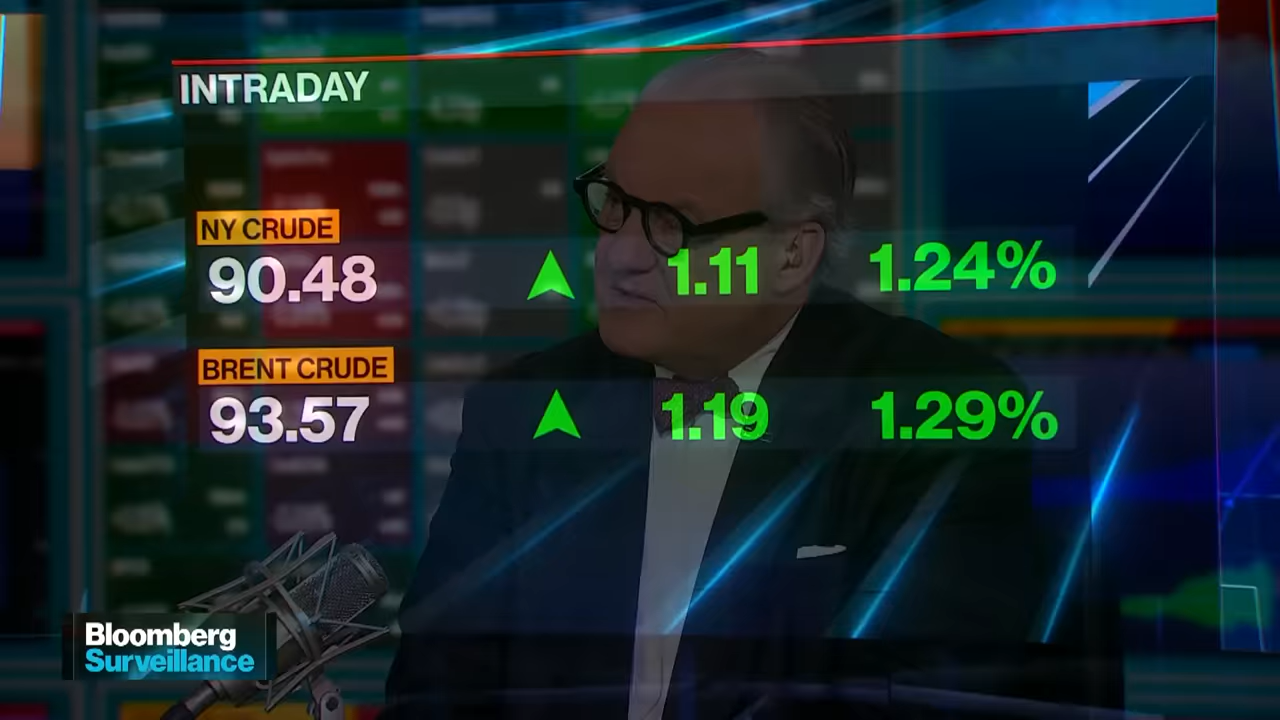 INTRADAY
NY CRUDE
90.48 ▲ 1.11 1.24%
BRENT CRUDE
93.57 ▲ 1.19 1.29%
Bloomberg
Surveillance